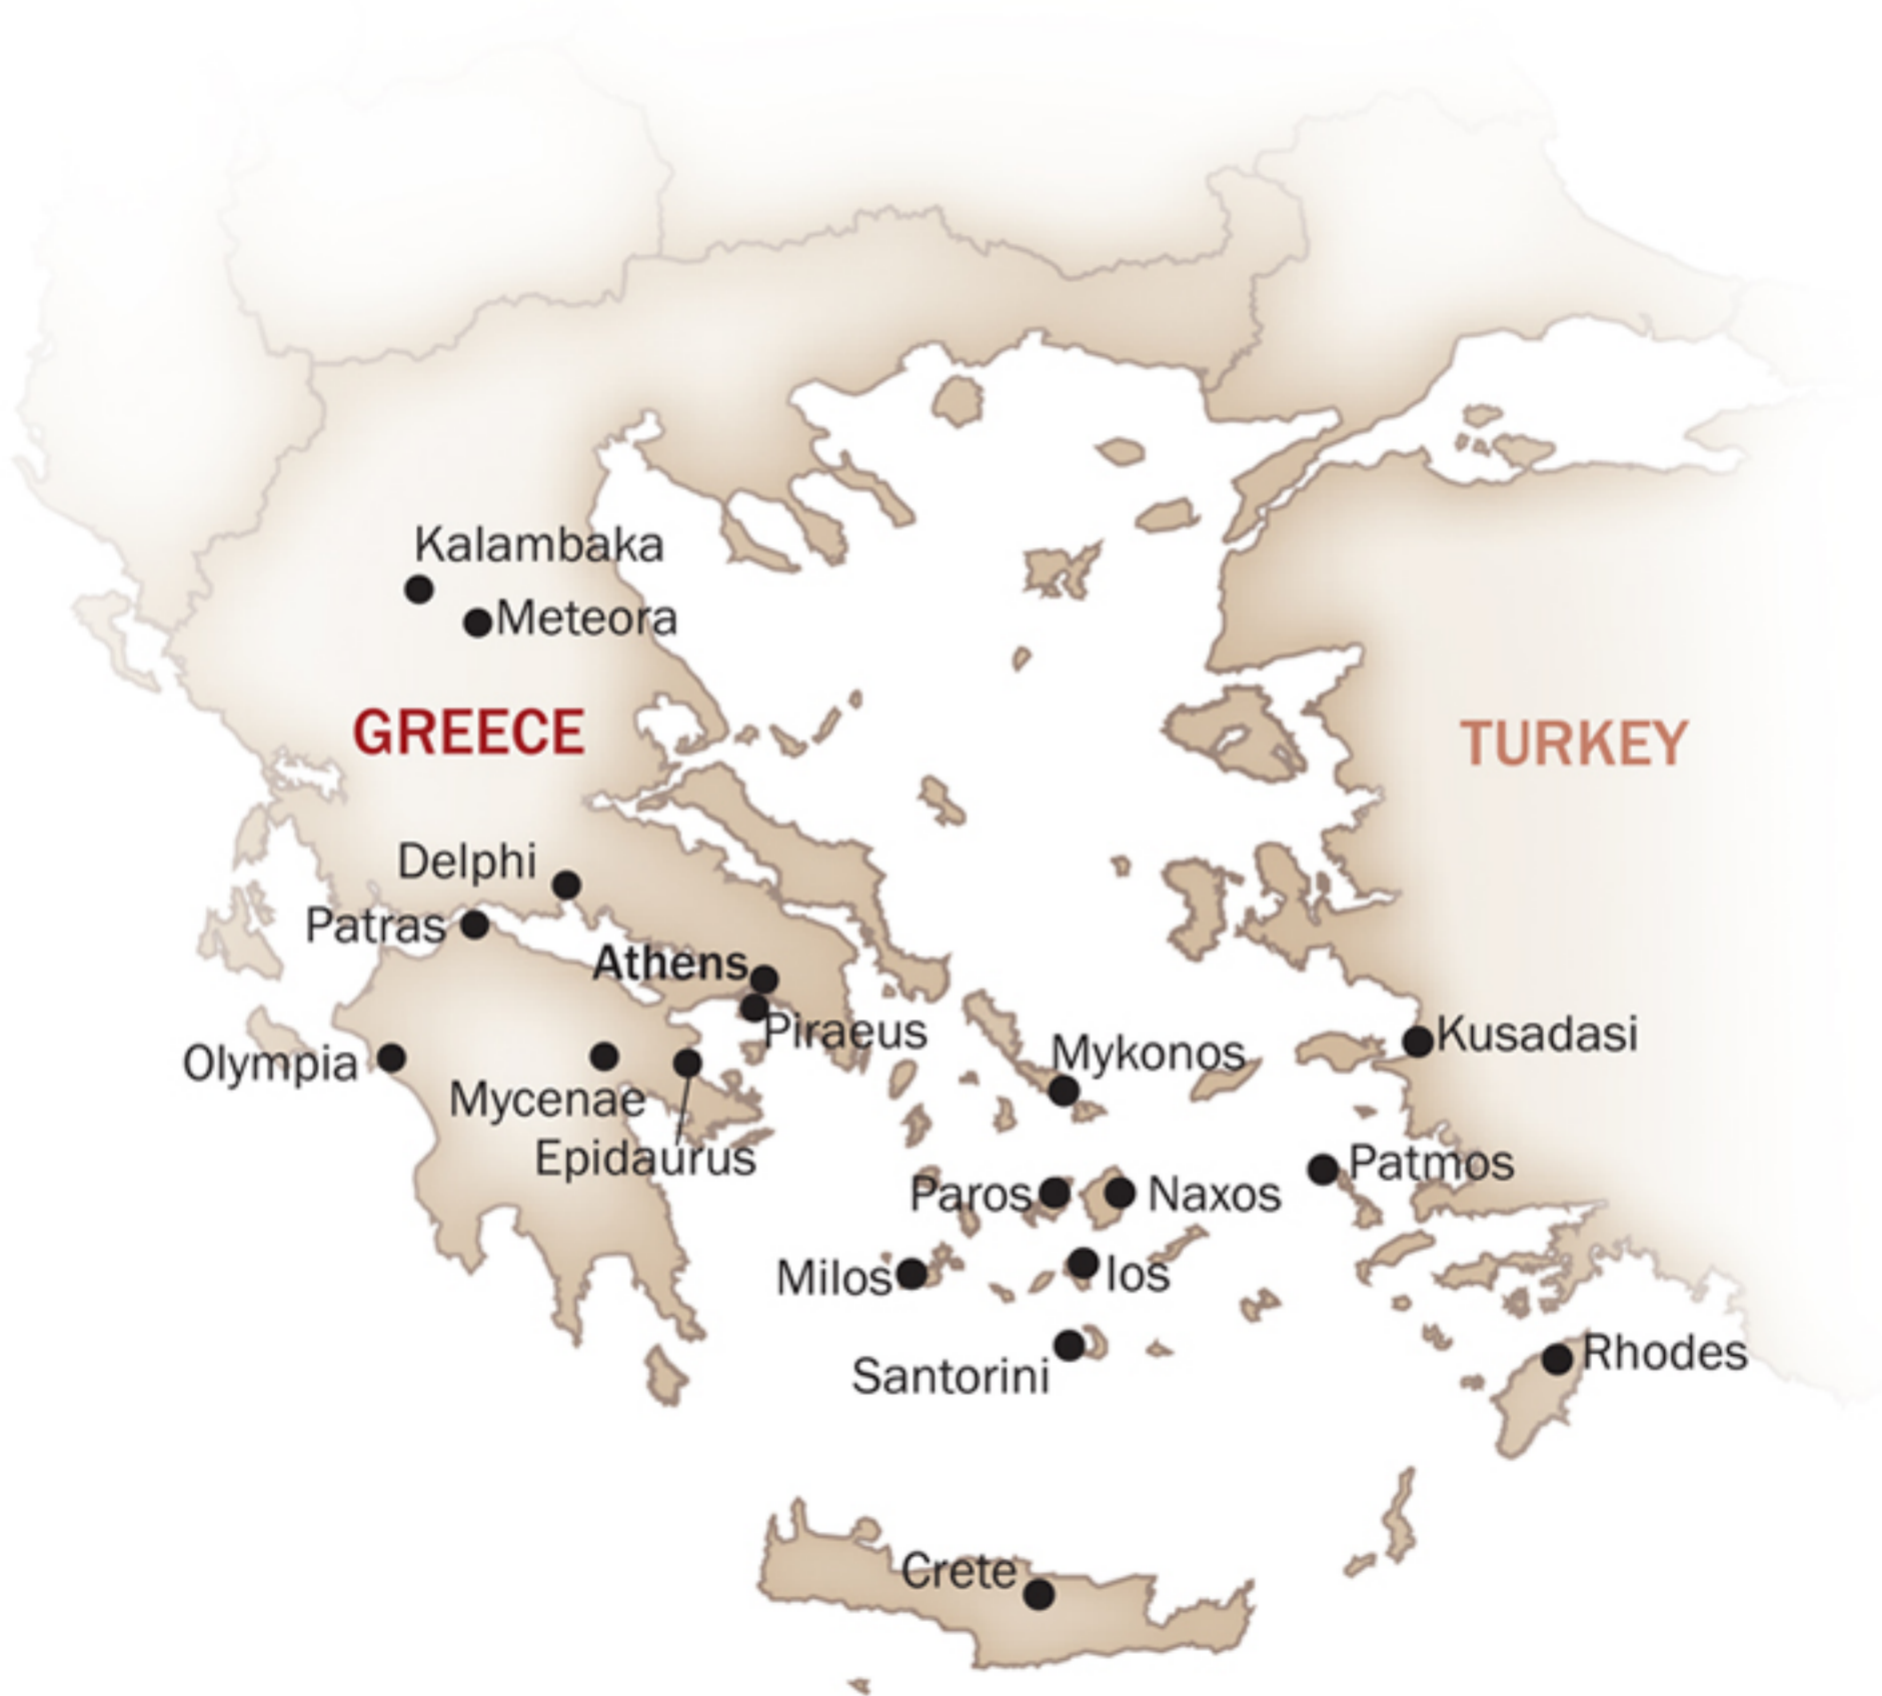 Kalambaka
Meteora
GREECE
TURKEY
Delphi
Patras
Athens
Piraeus
Kusadasi
Olympia
Mykonos
Mycenae
Epidaurus
Patmos
Paros
Naxos
Milos
Ios
Rhodes
Santorini
Crete